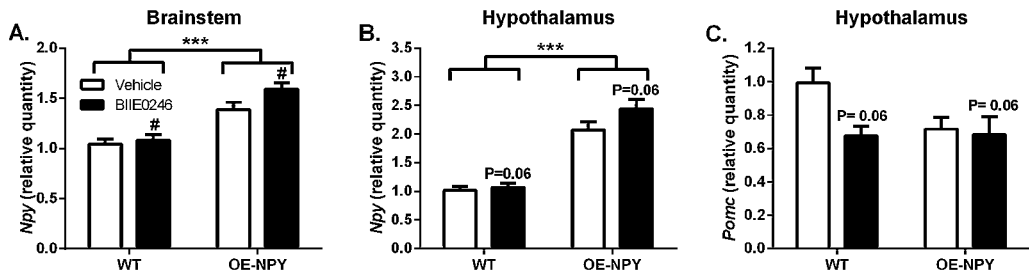 A.
Brainstem
***
Vehicle
BIIE0246
#
#
Npy (relative quantity)
2.0
1.5
1.0
0.5
0.0
WT
OE-NPY
B.
Hypothalamus
***
P=0.06
P=0.06
Npy (relative quantity)
3.5
3.0
2.5
2.0
1.5
1.0
0.5
0.0
WT
OE-NPY
C.
Hypothalamus
P= 0.06
P= 0.06
Pomc (relative quantity)
1.2
1.0
0.8
0.6
0.4
0.2
0.0
WT
OE-NPY